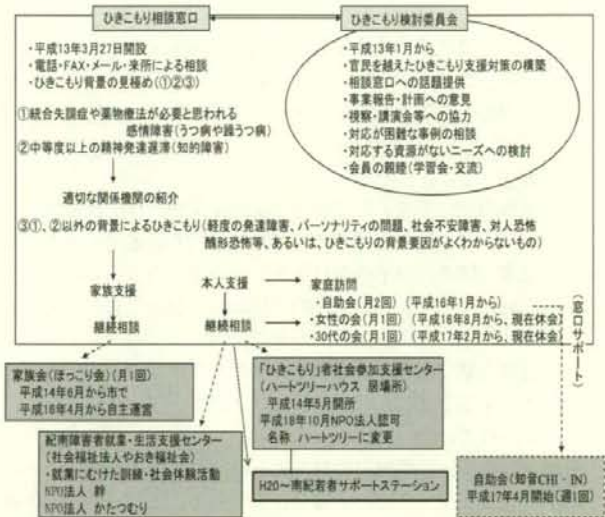 ひきこもり相談窓口
・平成13年3月27日開設
・電話・FAX・メール・来所による相談
・ひきこもり背景の見極め(①②③)
①統合失調症や薬物療法が必要と思われる
感情障害(うつ病や躁うつ病)
②中等度以上の精神発達遅滞(知的障害)
適切な関係機関の紹介
ひきこもり検討委員会
・平成13年1月から
・官民を越えたひきこもり支援対策の構築
・相談窓口への話題提供
・事業報告・計画への意見
・視察・講演会等への協力
・対応が困難な事例の相談
・対応する資源がないニーズへの検討
・会員の親睦(学習会・交流)
③①、②以外の背景によるひきこもり(軽度の発達障害、パーソナリティの問題、社会不安障害、対人恐怖
醜形恐怖等、あるいは、ひきこもりの背景要因がよくわからないもの)
家族支援
継続相談
本人支援
継続相談
家庭訪問
・自助会(月2回)(平成16年1月から)
・女性の会(月1回)(平成16年8月から、現在休会)
・30代の会(月1回)(平成17年2月から、現在休会)
(窓口サポート)
家族会(ほっこり会)(月1回)
平成14年6月から市で
平成16年4月から自主運営
「ひきこもり」者社会参加支援センター
(ハートツリーハウス 居場所)
平成14年5月開所
平成18年10月NPO法人認可
名称 ハートツリーに変更
紀南障害者就業・生活支援センター
(社会福祉法人やおき福祉会)
・就業にむけた訓練・社会体験活動
NPO法人 幹
NPO法人 かたつむり
H20～南紀若者サポートステーション
自助会(知音CHI・IN)
平成17年4月開始(週1回)